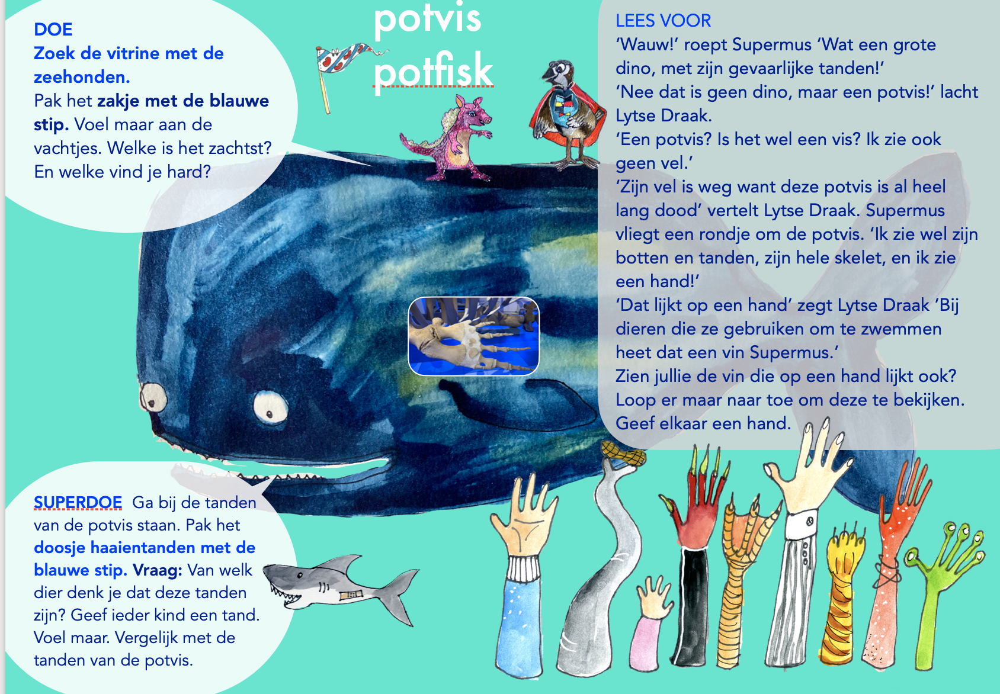 potvis
potfisk
DOE
Zoek de vitrine met de
zeehonden.
Pak het zakje met de blauwe
stip. Voel maar aan de
vachtjes. Welke is het zachtst?
En welke vind je hard?
LEES VOOR
‘Wauw!’ roept Supermus ‘Wat een grote
dino, met zijn gevaarlijke tanden!’
‘Nee dat is geen dino, maar een potvis!’ lacht
Lytse Draak.
‘Een potvis? Is het wel een vis? Ik zie ook
geen vel.’
‘Zijn vel is weg want deze potvis is al heel
lang dood’ vertelt Lytse Draak. Supermus
vliegt een rondje om de potvis. ‘Ik zie wel zijn
botten en tanden, zijn hele skelet, en ik zie
een hand!’
‘Dat lijkt op een hand’ zegt Lytse Draak ‘Bij
dieren die ze gebruiken om te zwemmen
heet dat een vin Supermus.’
Zien jullie de vin die op een hand lijkt ook?
Loop er maar naar toe om deze te bekijken.
Geef elkaar een hand.
SUPERDOE Ga bij de tanden
van de potvis staan. Pak het
doosje haaientanden met de
blauwe stip. Vraag: Van welk
dier denk je dat deze tanden
zijn? Geef ieder kind een tand.
Voel maar. Vergelijk met de
tanden van de potvis.